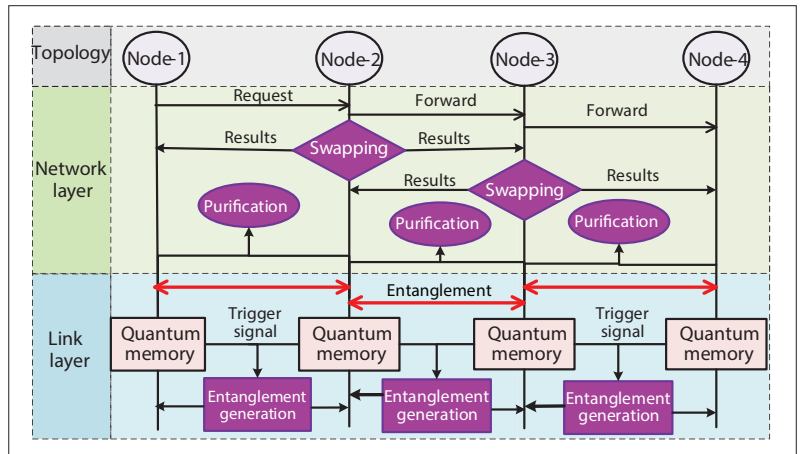 Topology
Node-1
Node-2
Node-3
Node-4
Network
layer
Request
Forward
Forward
Results
Swapping
Results
Results
Swapping
Results
Purification
Purification
Purification
Entanglement
Link
layer
Quantum
memory
Trigger
signal
Quantum
memory
Quantum
memory
Trigger
signal
Quantum
memory
Entanglement
generation
Entanglement
generation
Entanglement
generation